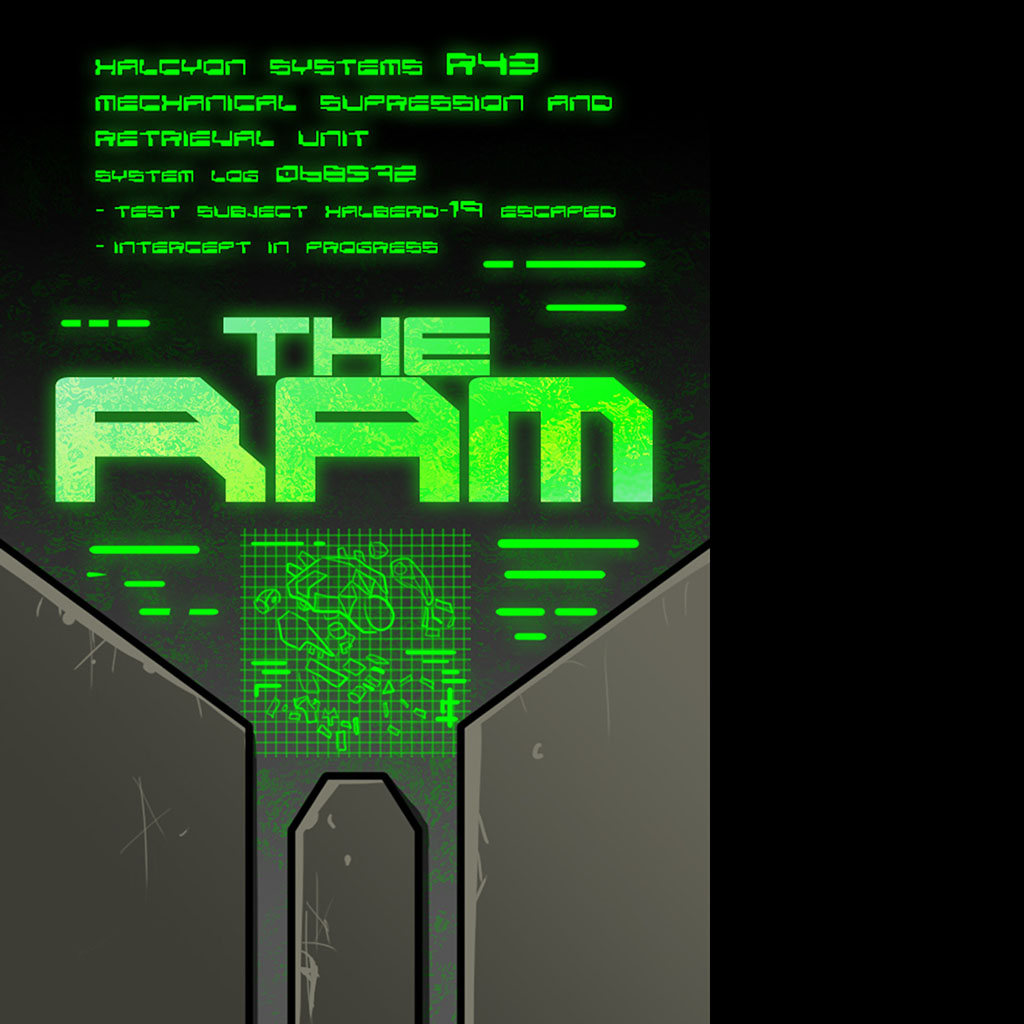 HALCYON SYSTEMS R43
MECHANICAL SUPRESSION AND
RETRIEVAL UNIT
SYSTEM LOG 068592
- TEST SUBJECT HALBERD-19 ESCAPED
- INTERCEPT IN PROGRESS
THE
RAM